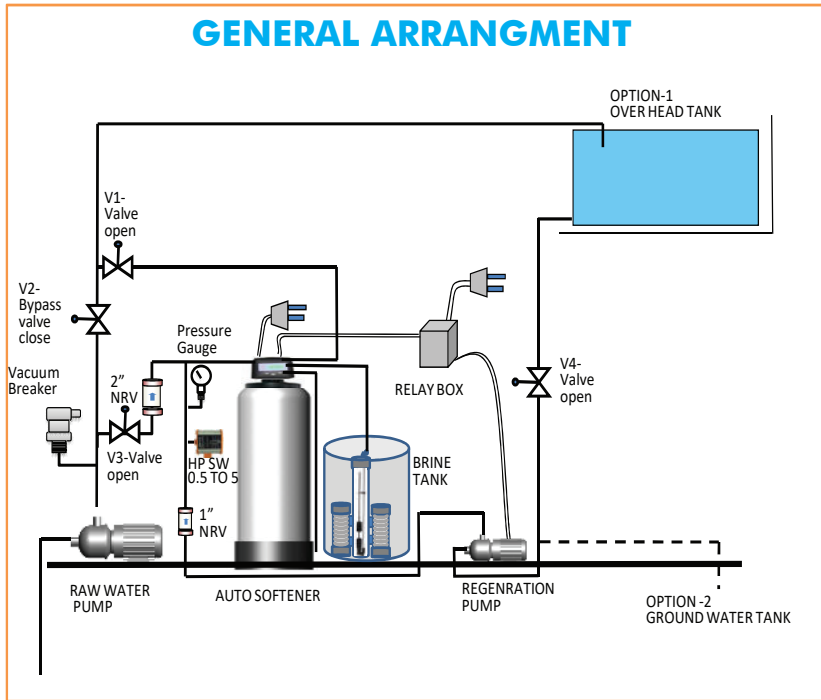 GENERAL ARRANGMENT
OPTION-1
OVER HEAD TANK
V1-
Valve
open
V2-
Bypass
valve
close
Pressure
Gauge
Vacuum
Breaker
2” NRV
V3-Valve
open
HP SW
0.5 TO 5
1”
NRV
RELAY BOX
V4-
Valve
open
BRINE
TANK
RAW WATER
PUMP
AUTO SOFTENER
REGENRATION
PUMP
OPTION -2
GROUND WATER TANK